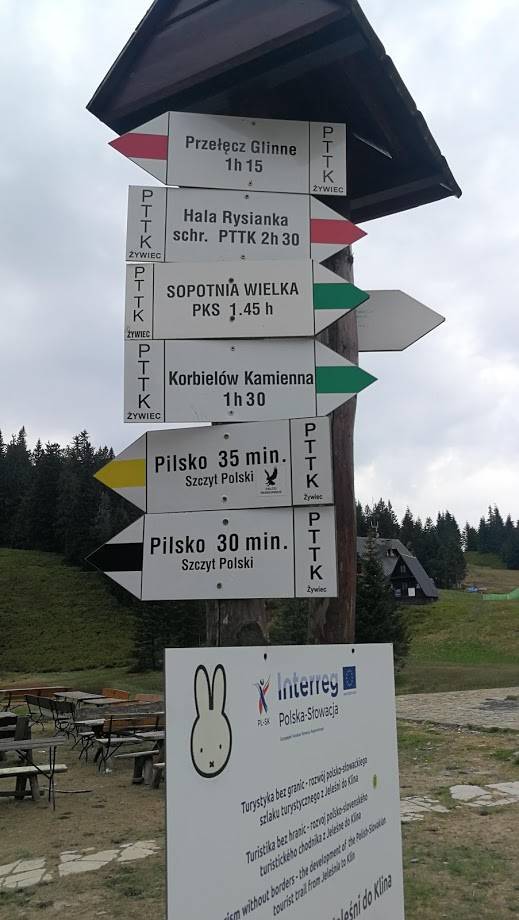 Przełęcz Glinne
1h 15
PTTK
ŻYWIEC
PTTK
ŻYWIEC
Hala Rysianka
schr. PTTK 2h 30
PTTK
ŻYWIEC
SOPOTNIA WIELKA
PKS 1.45 h
PTTK
ŻYWIEC
Korbielów Kamienna
1h 30
Pilsko 35 min.
Szczyt Polski
PTTK
Żywiec
Pilsko 30 min.
Szczyt Polski
PTTK
Żywiec
Interreg
PL-SK
Polska-Słowacja
Turystyka bez granic - rozwój polsko-słowackiego
szlaku turystycznego z Jeleśni do Klina
Turistika bez hraníc - rozvoj poľsko-slovenského
turistického chodníka z Jeleśne do Klina
rism without borders - the development of the Polish-Slovakian
tourist trail from Jeleśnia to Klin
Jeleśni do Klina